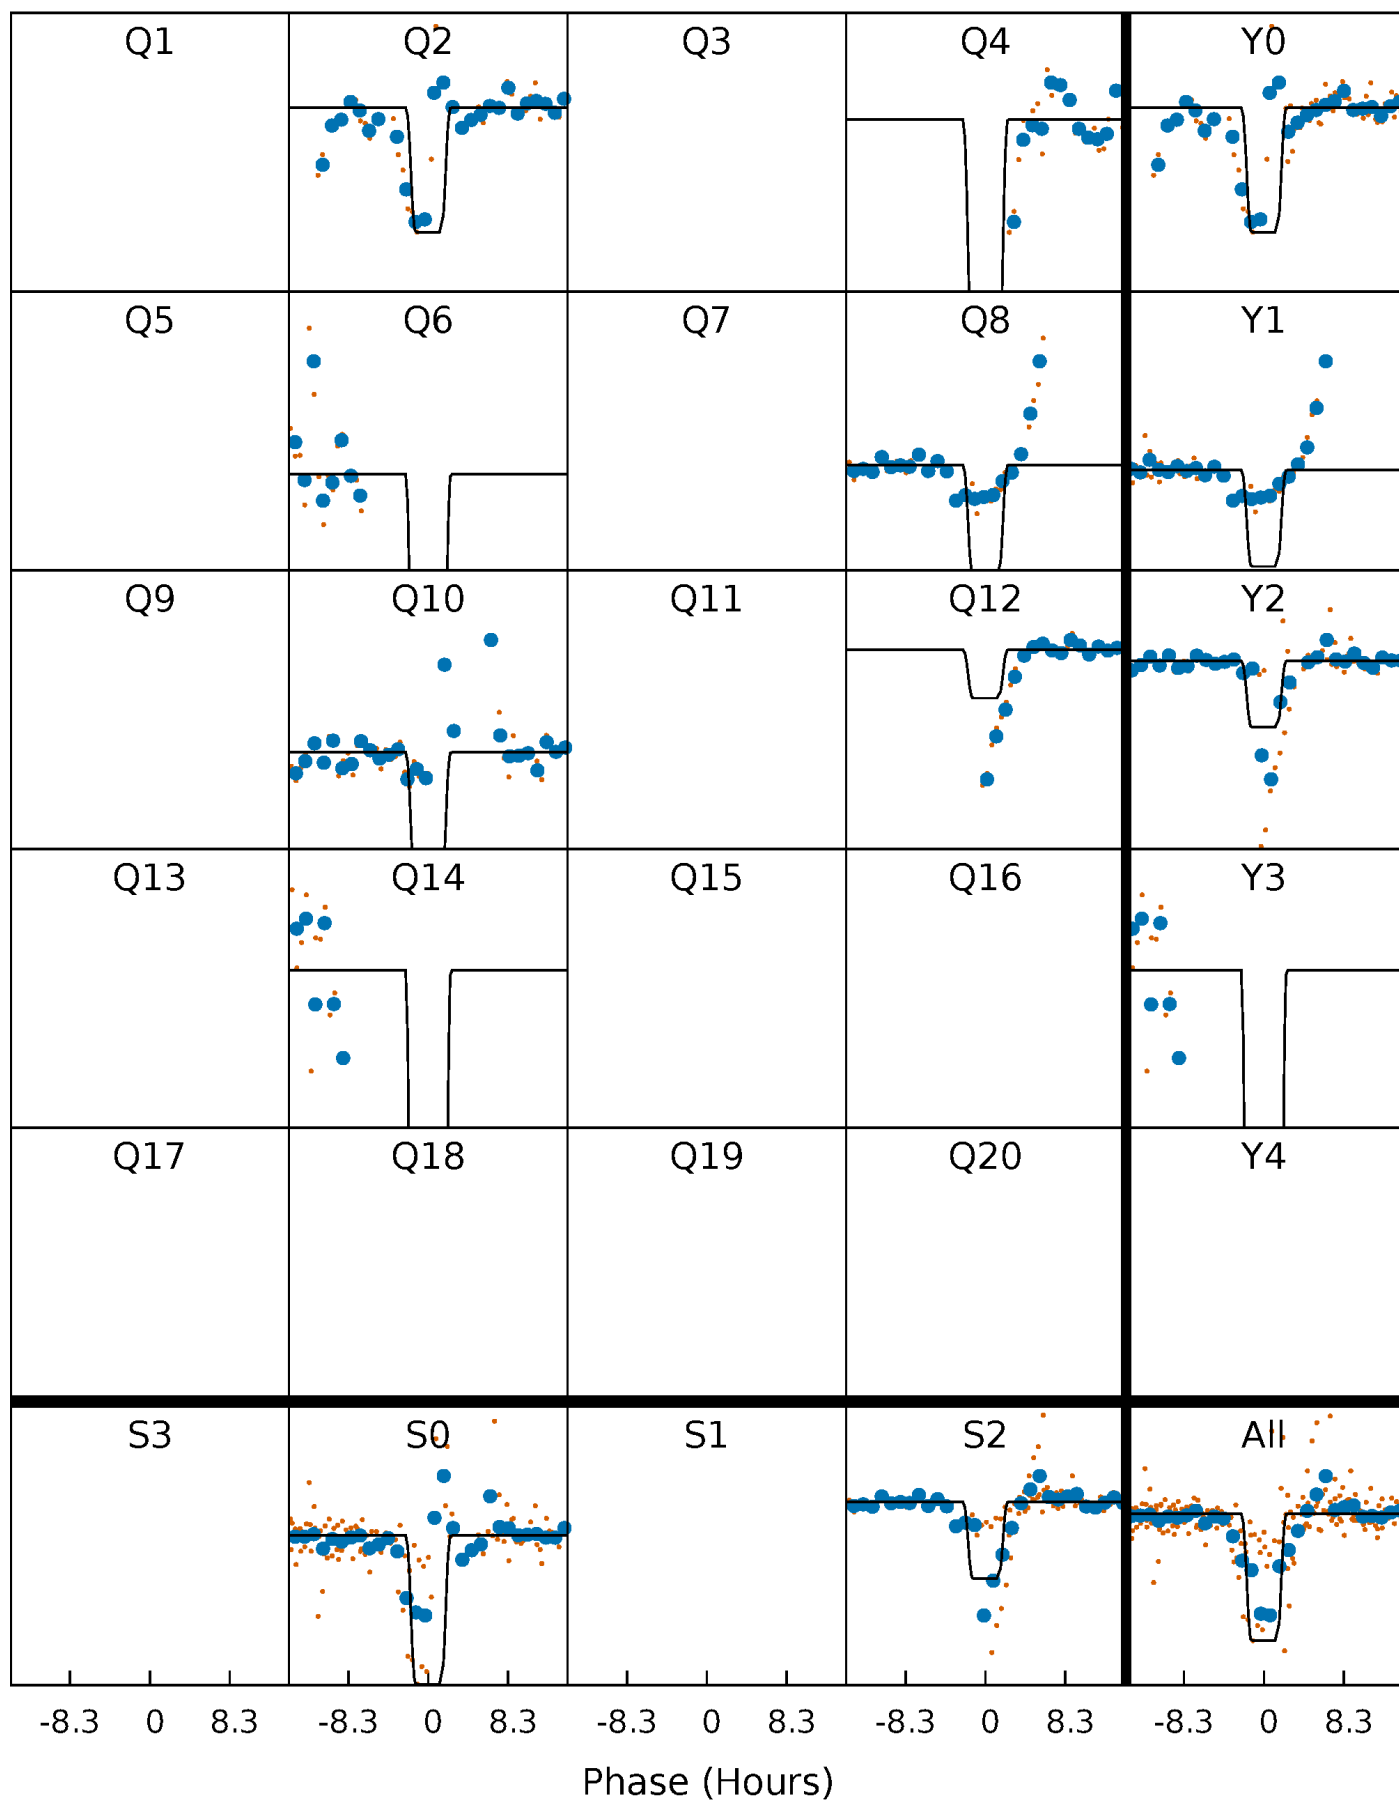 Q1 Q2 Q3 Q4 Y0
Q5 Q6 Q7 Q8 Y1
Q9 Q10 Q11 Q12 Y2
Q13 Q14 Q15 Q16 Y3
Q17 Q18 Q19 Q20 Y4
S3 S0 S1 S2 All
-8.3 0 8.3 -8.3 0 8.3 -8.3 0 8.3 -8.3 0 8.3 -8.3 0 8.3
Phase (Hours)